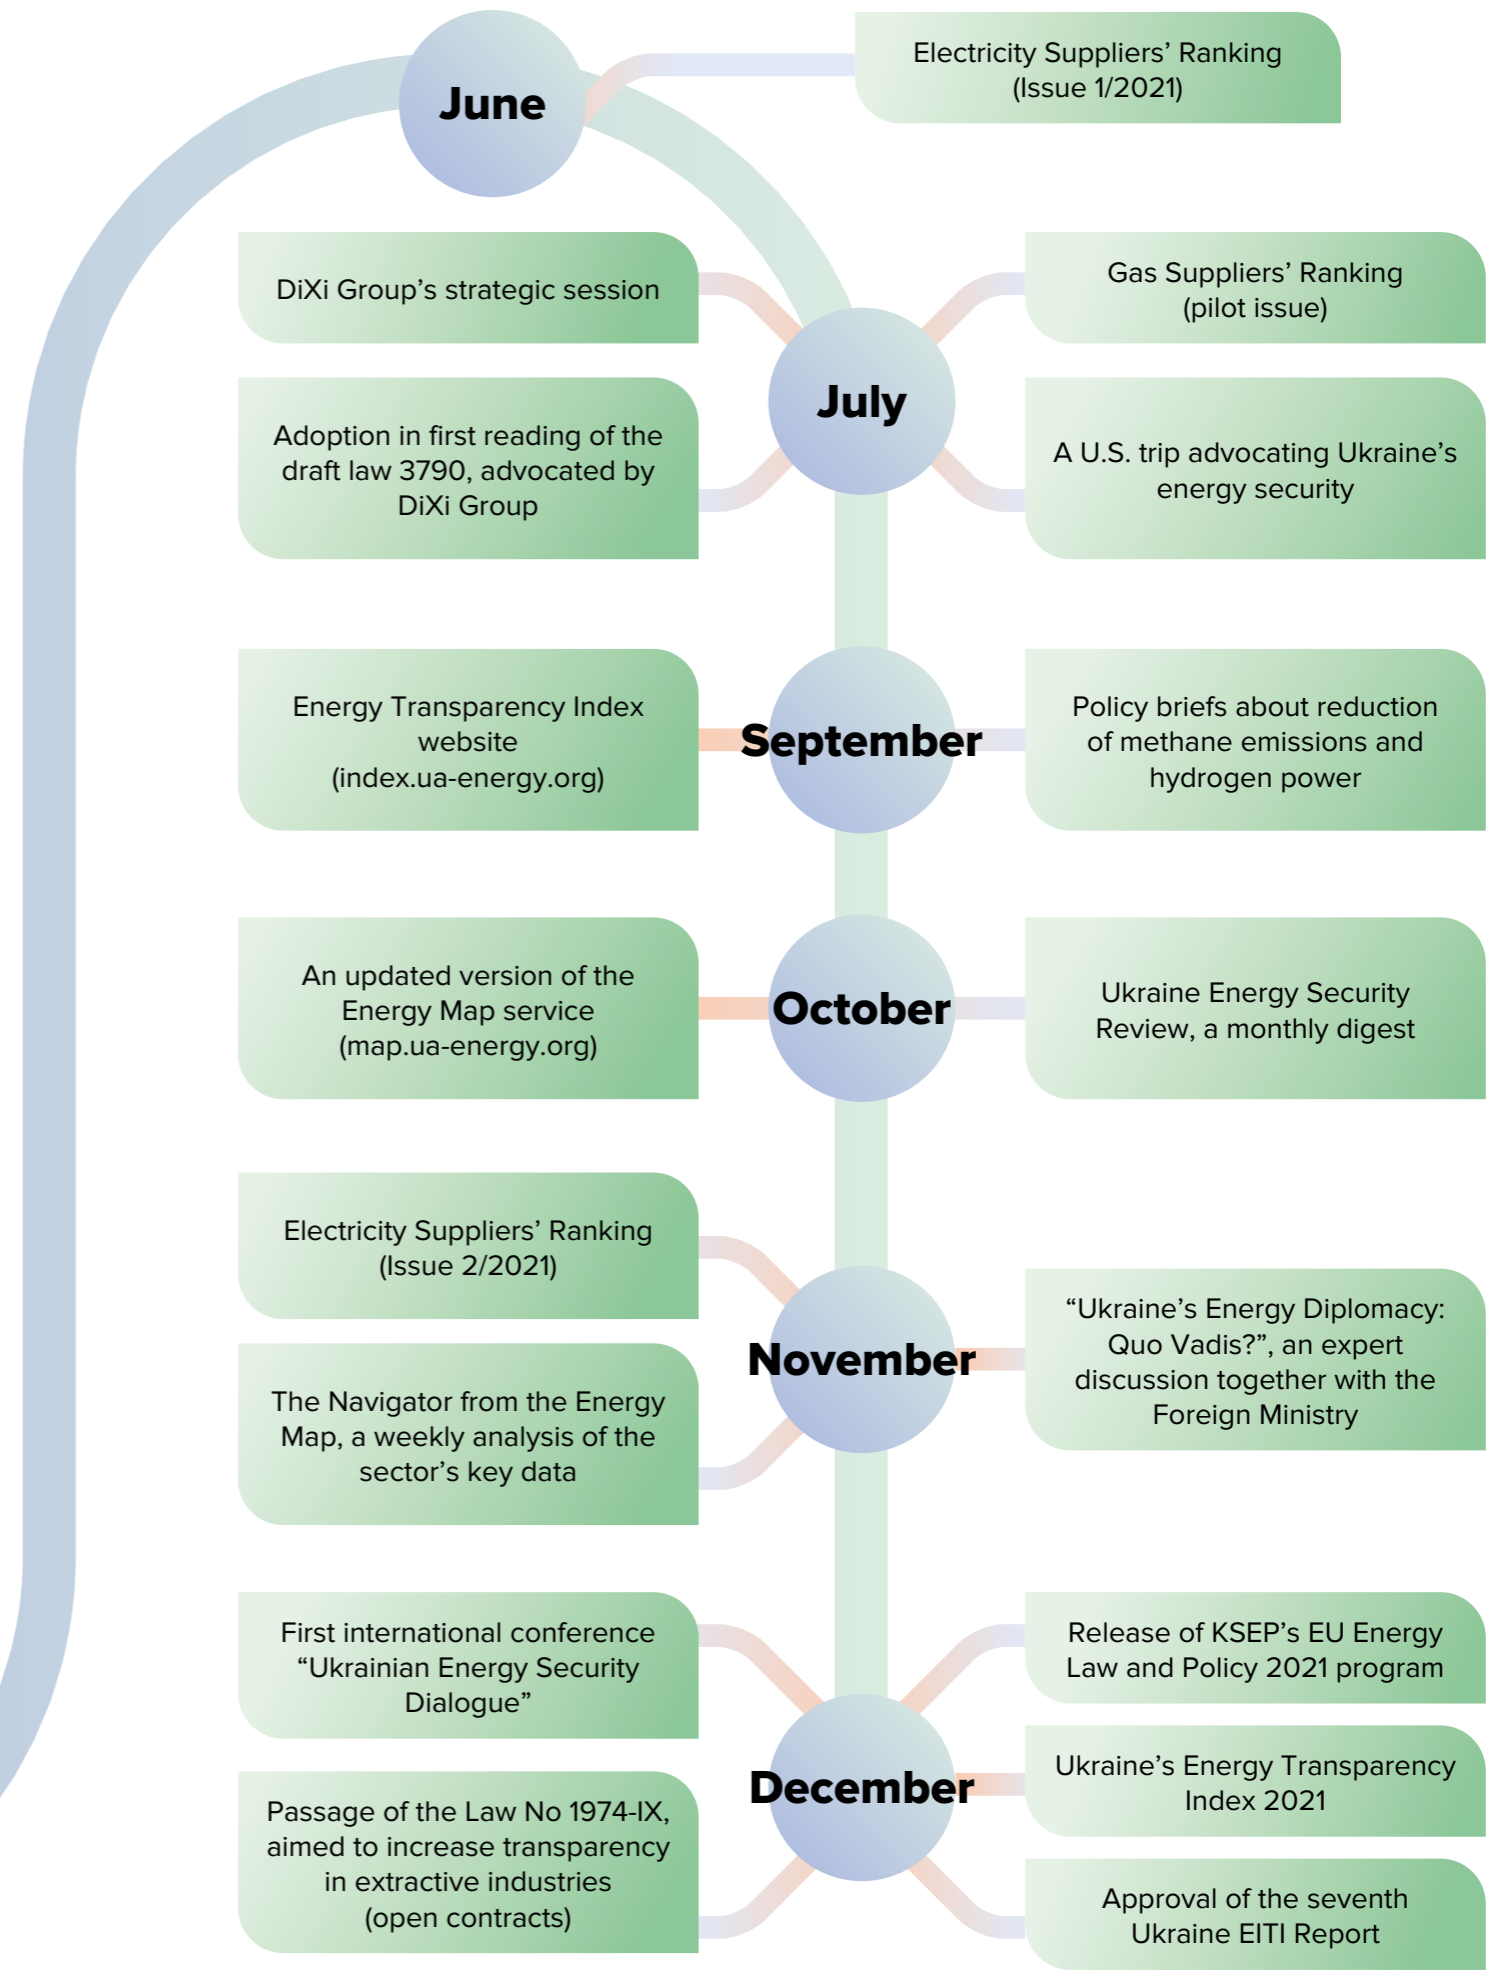 June
Electricity Suppliers’ Ranking
(Issue 1/2021)
July
DiXi Group’s strategic session
Adoption in first reading of the
draft law 3790, advocated by
DiXi Group
Gas Suppliers’ Ranking
(pilot issue)
A U.S. trip advocating Ukraine’s
energy security
September
Energy Transparency Index
website
(index.ua-energy.org)
Policy briefs about reduction
of methane emissions and
hydrogen power
October
An updated version of the
Energy Map service
(map.ua-energy.org)
Ukraine Energy Security
Review, a monthly digest
November
Electricity Suppliers’ Ranking
(Issue 2/2021)
The Navigator from the Energy
Map, a weekly analysis of the
sector’s key data
“Ukraine’s Energy Diplomacy:
Quo Vadis?”, an expert
discussion together with the
Foreign Ministry
December
First international conference
“Ukrainian Energy Security
Dialogue”
Passage of the Law No 1974-IX,
aimed to increase transparency
in extractive industries
(open contracts)
Release of KSEP’s EU Energy
Law and Policy 2021 program
Ukraine’s Energy Transparency
Index 2021
Approval of the seventh
Ukraine EITI Report